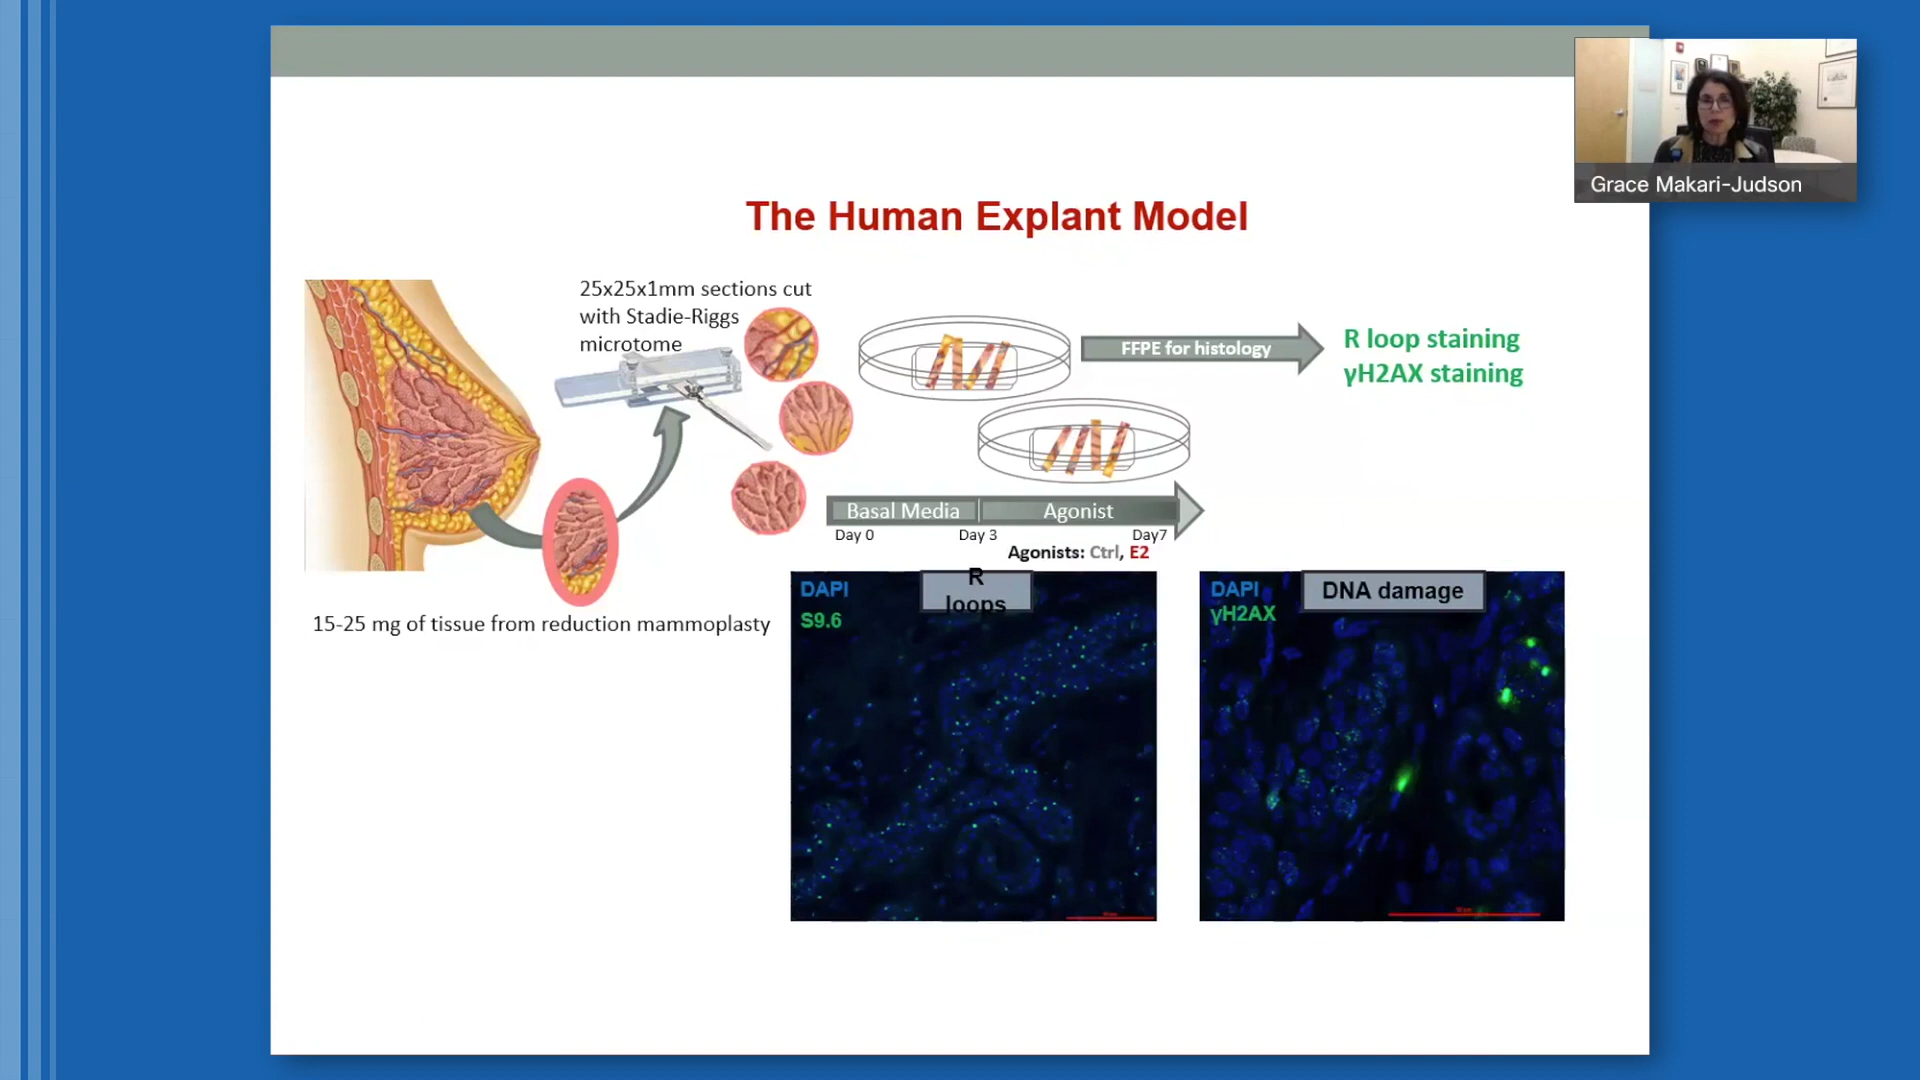 Grace Makari-Judson
The Human Explant Model
25x25x1mm sections cut
with Stadie-Riggs
microtome
FFPE for histology
R loop staining
γH2AX staining
Basal Media
Agonist
Day 0
Day 3
Day7
Agonists: Ctrl, E2
15-25 mg of tissue from reduction mammoplasty
DAPI
S9.6
R
loops
DAPI
γH2AX
DNA damage